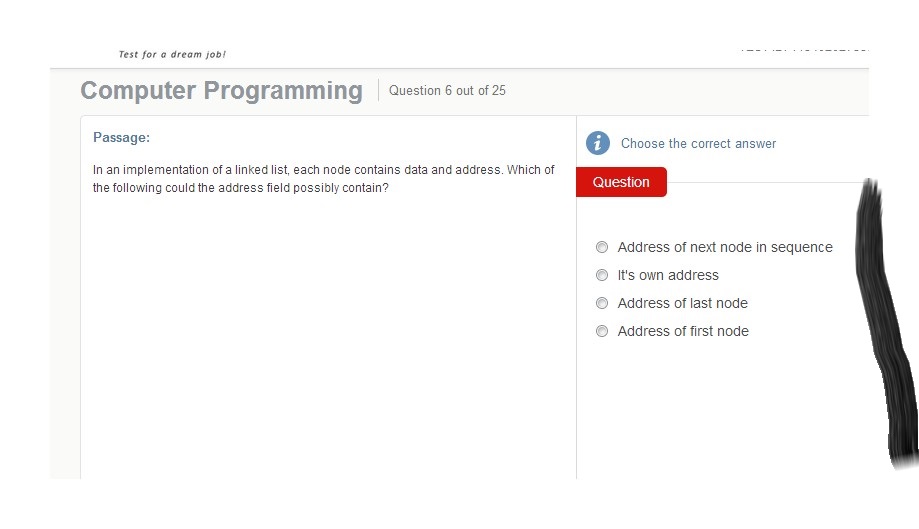 Test for a dream job!
Computer Programming
Question 6 out of 25
Passage:
In an implementation of a linked list, each node contains data and address. Which of
the following could the address field possibly contain?
Choose the correct answer
Question
Address of next node in sequence
It's own address
Address of last node
Address of first node